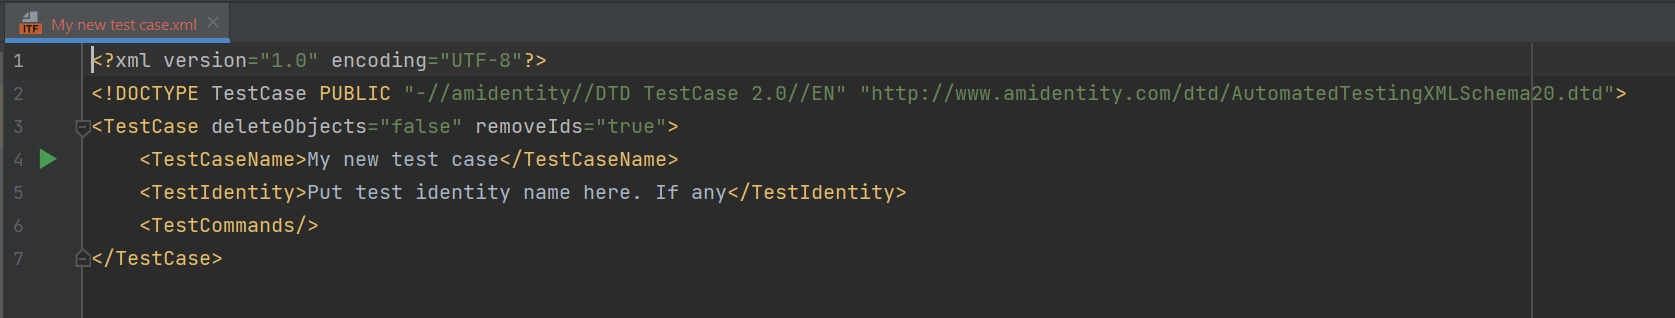 ITF My new test case.xml
1 <?xml version="1.0" encoding="UTF-8"?>
2 <!DOCTYPE TestCase PUBLIC "-//amidentity//DTD TestCase 2.0//EN" "http://www.amidentity.com/dtd/AutomatedTestingXMLSchema20.dtd">
3 <TestCase deleteObjects="false" removeIds="true">
4     <TestCaseName>My new test case</TestCaseName>
5     <TestIdentity>Put test identity name here. If any</TestIdentity>
6     <TestCommands/>
7 </TestCase>